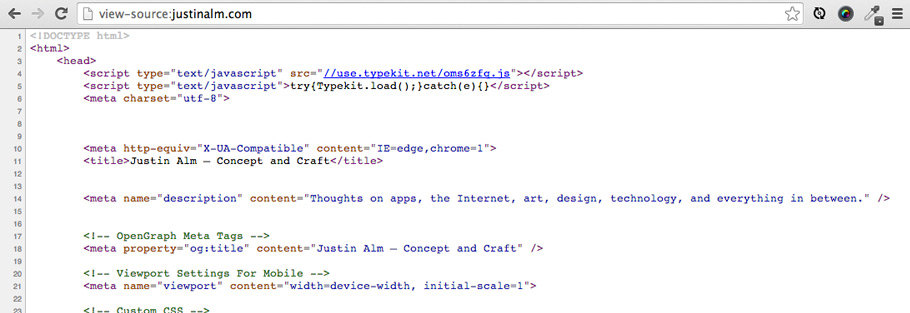 view-source:justinalm.com
1 <!DOCTYPE html>
2 <html>
3 <head>
4 <script type="text/javascript" src="//use.typekit.net/oms6zfq.js"></script>
5 <script type="text/javascript">try{Typekit.load();}catch(e){}</script>
6 <meta charset="utf-8">
7
8
9
10 <meta http-equiv="X-UA-Compatible" content="IE=edge,chrome=1">
11 <title>Justin Alm — Concept and Craft</title>
12
13
14 <meta name="description" content="Thoughts on apps, the Internet, art, design, technology, and everything in between." />
15
16
17 <!-- OpenGraph Meta Tags -->
18 <meta property="og:title" content="Justin Alm — Concept and Craft" />
19
20 <!-- Viewport Settings For Mobile -->
21 <meta name="viewport" content="width=device-width, initial-scale=1">
22
23 <!-- Custom CSS -->